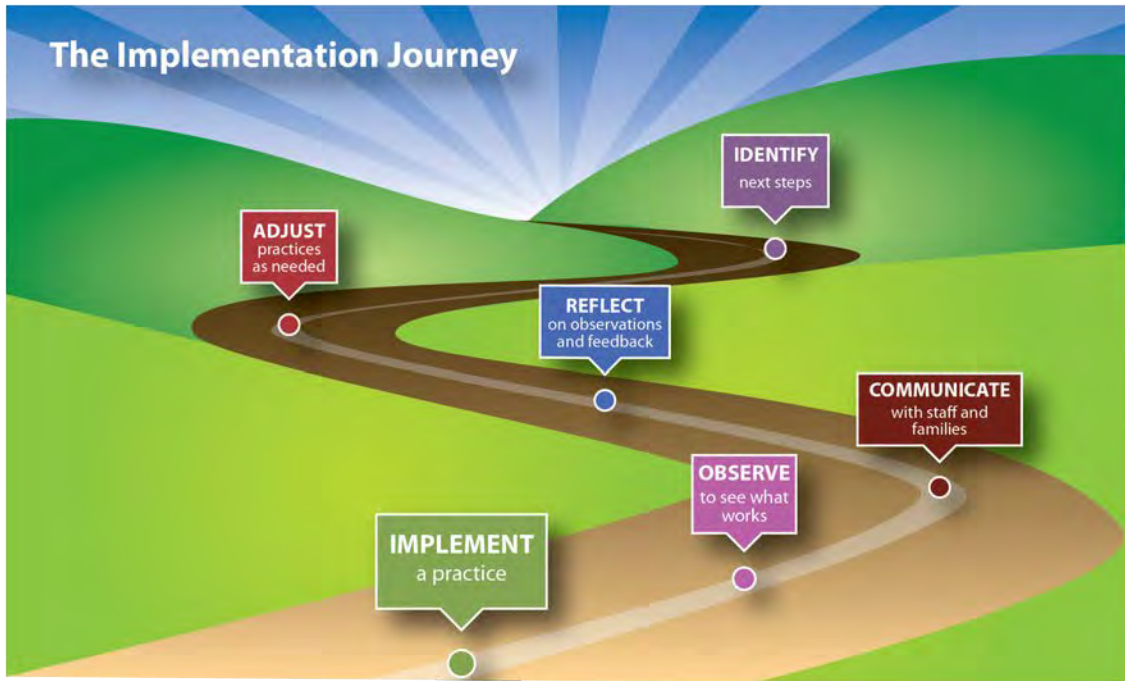 The Implementation Journey
IDENTIFY
next steps
ADJUST
practices
as needed
REFLECT
on observations
and feedback
COMMUNICATE
with staff and
families
OBSERVE
to see what
works
IMPLEMENT
a practice